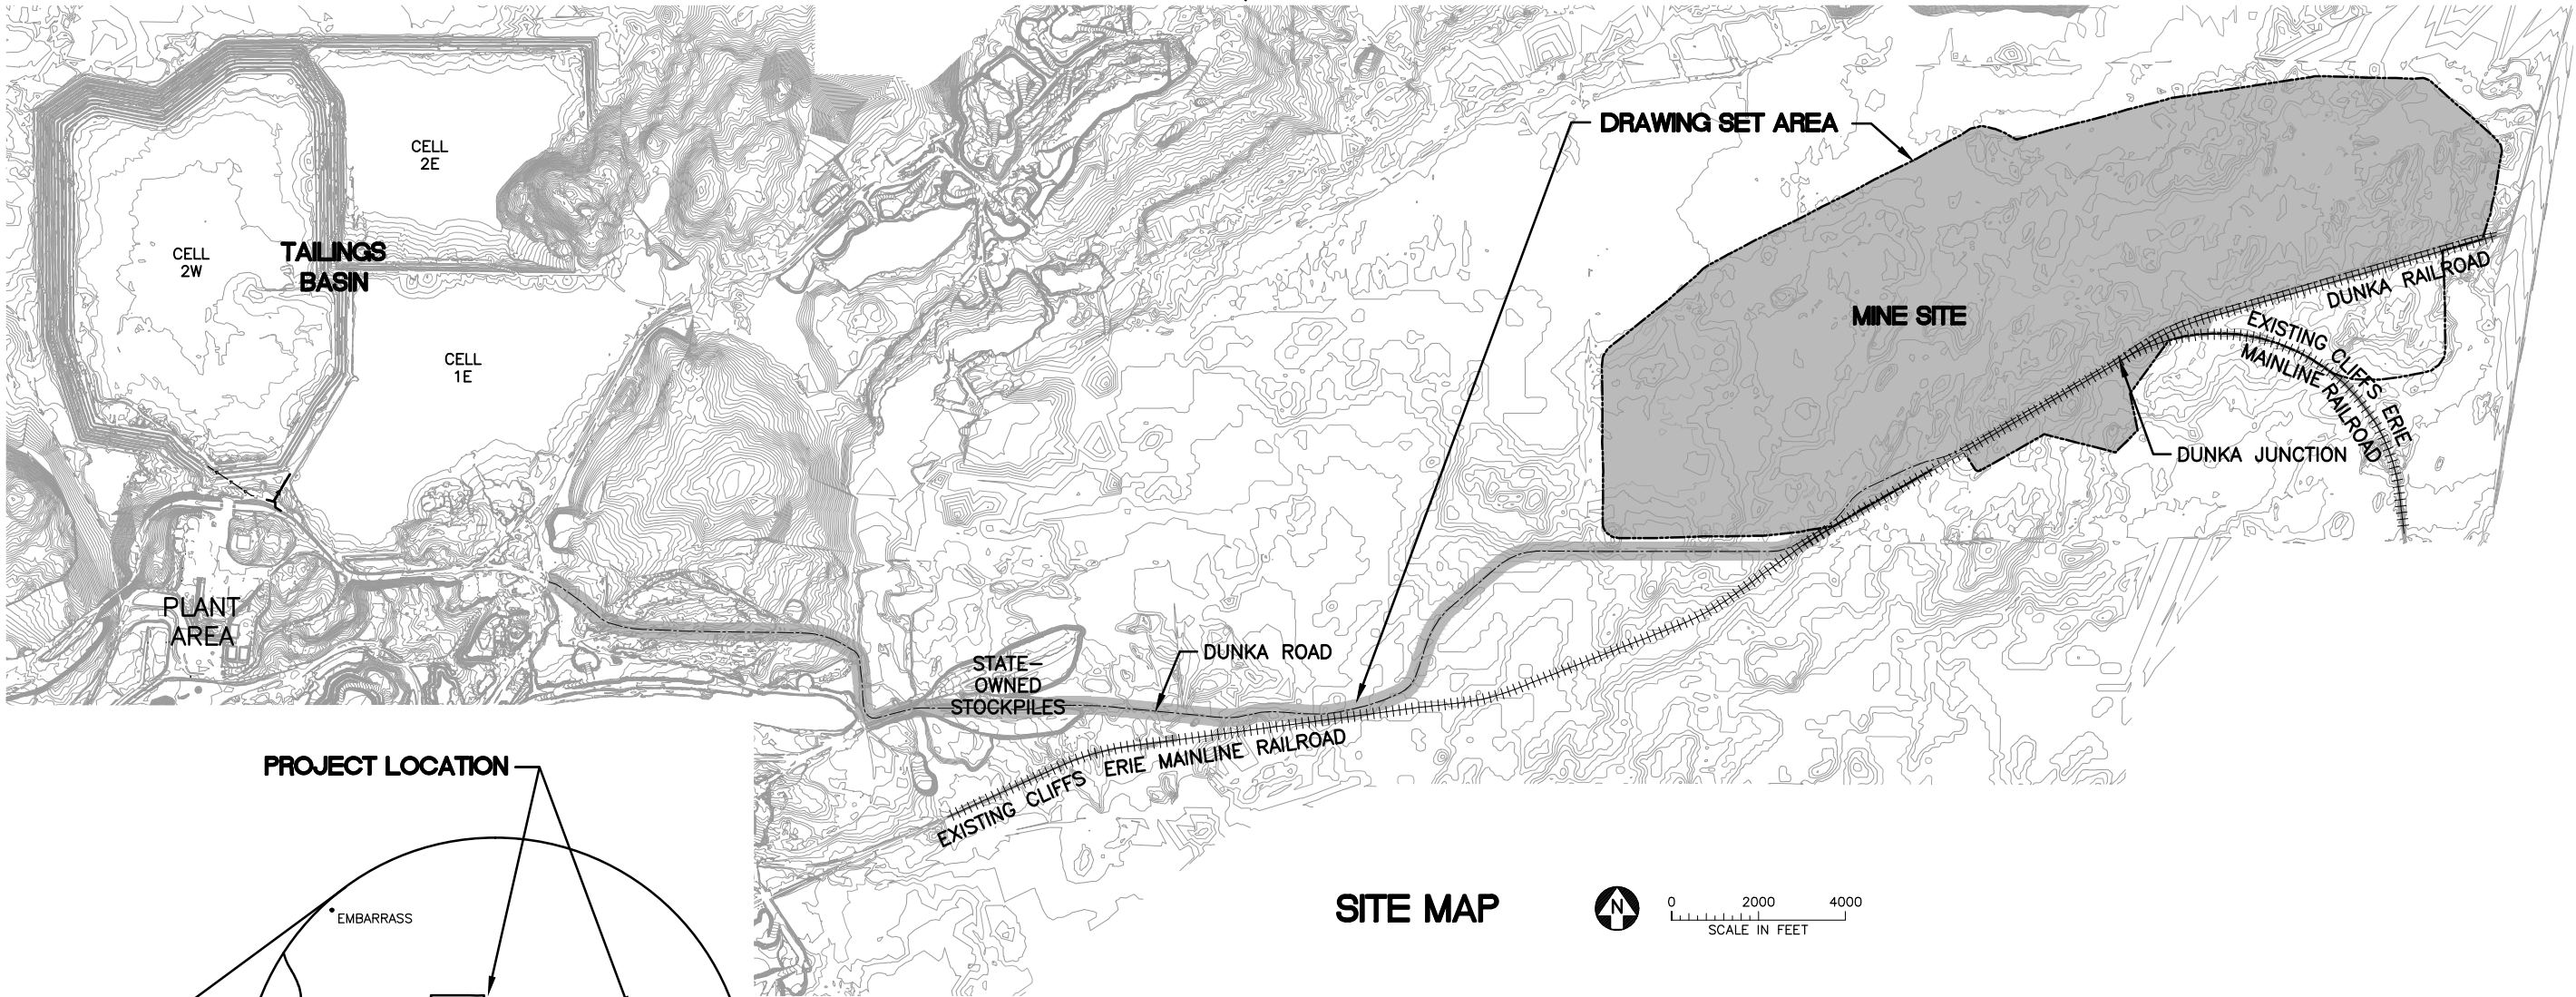 DRAWING SET AREA
CELL
2E
CELL
2W
TAILINGS
BASIN
CELL
1E
MINE SITE
DUNKA RAILROAD
EXISTING CLIFFS ERIE
MAINLINE RAILROAD
DUNKA JUNCTION
PLANT
AREA
STATE-
OWNED
STOCKPILES
DUNKA ROAD
EXISTING CLIFFS ERIE MAINLINE RAILROAD
PROJECT LOCATION
EMBARRASS
SITE MAP
N
0 2000 4000
SCALE IN FEET